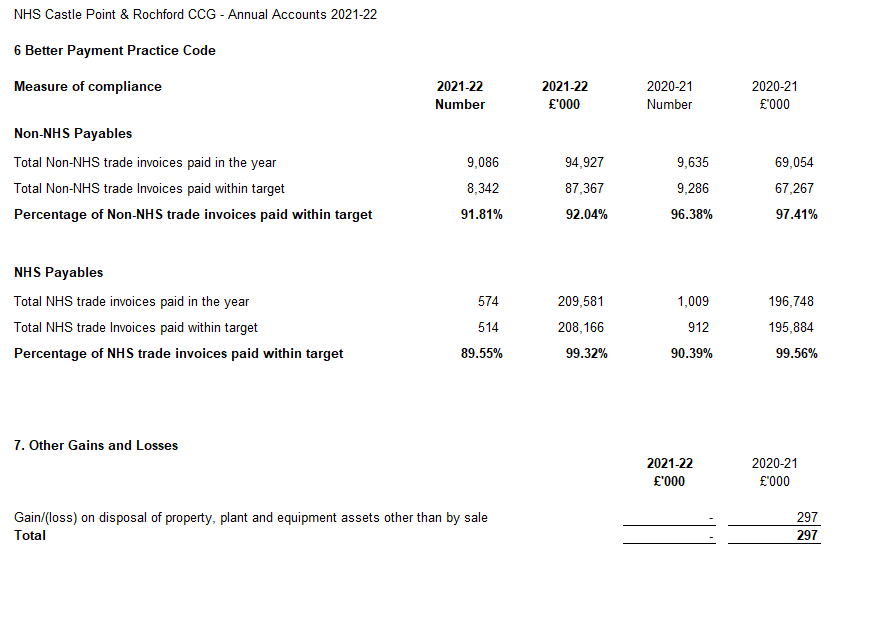 NHS Castle Point & Rochford CCG - Annual Accounts 2021-22
6 Better Payment Practice Code
Measure of compliance 2021-22 2021-22 2020-21 2020-21
Number £'000 Number £'000
Non-NHS Payables
Total Non-NHS trade invoices paid in the year 9,086 94,927 9,635 69,054
Total Non-NHS trade Invoices paid within target 8,342 87,367 9,286 67,267
Percentage of Non-NHS trade invoices paid within target 91.81% 92.04% 96.38% 97.41%
NHS Payables
Total NHS trade invoices paid in the year 574 209,581 1,009 196,748
Total NHS trade Invoices paid within target 514 208,166 912 195,884
Percentage of NHS trade invoices paid within target 89.55% 99.32% 90.39% 99.56%
7. Other Gains and Losses
2021-22 2020-21
£'000 £'000
Gain/(loss) on disposal of property, plant and equipment assets other than by sale - 297
Total - 297